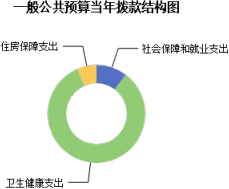 一般公共预算当年拨款结构图
住房保障支出
社会保障和就业支出
卫生健康支出